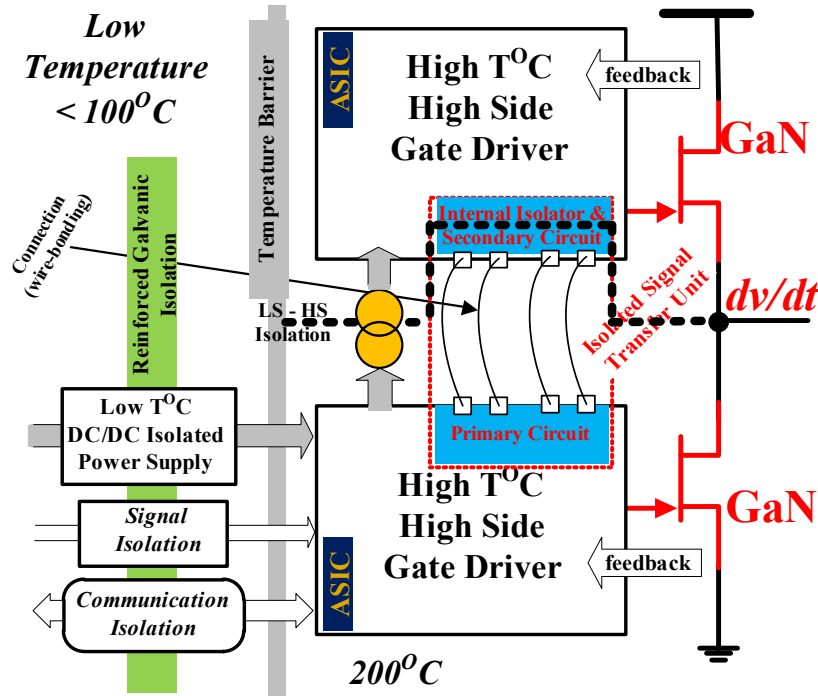 Low
Temperature
< 100°C
Temperature Barrier
Reinforced Galvanic
Isolation
Connection
(wire-bonding)
ASIC
High T°C
High Side
Gate Driver
feedback
GaN
Internal Isolator &
Secondary Circuit
LS - HS
Isolation
Isolated Signal
Transfer Unit
dv/dt
Primary Circuit
Low T°C
DC/DC Isolated
Power Supply
Signal
Isolation
Communication
Isolation
High T°C
High Side
Gate Driver
ASIC
feedback
GaN
200°C